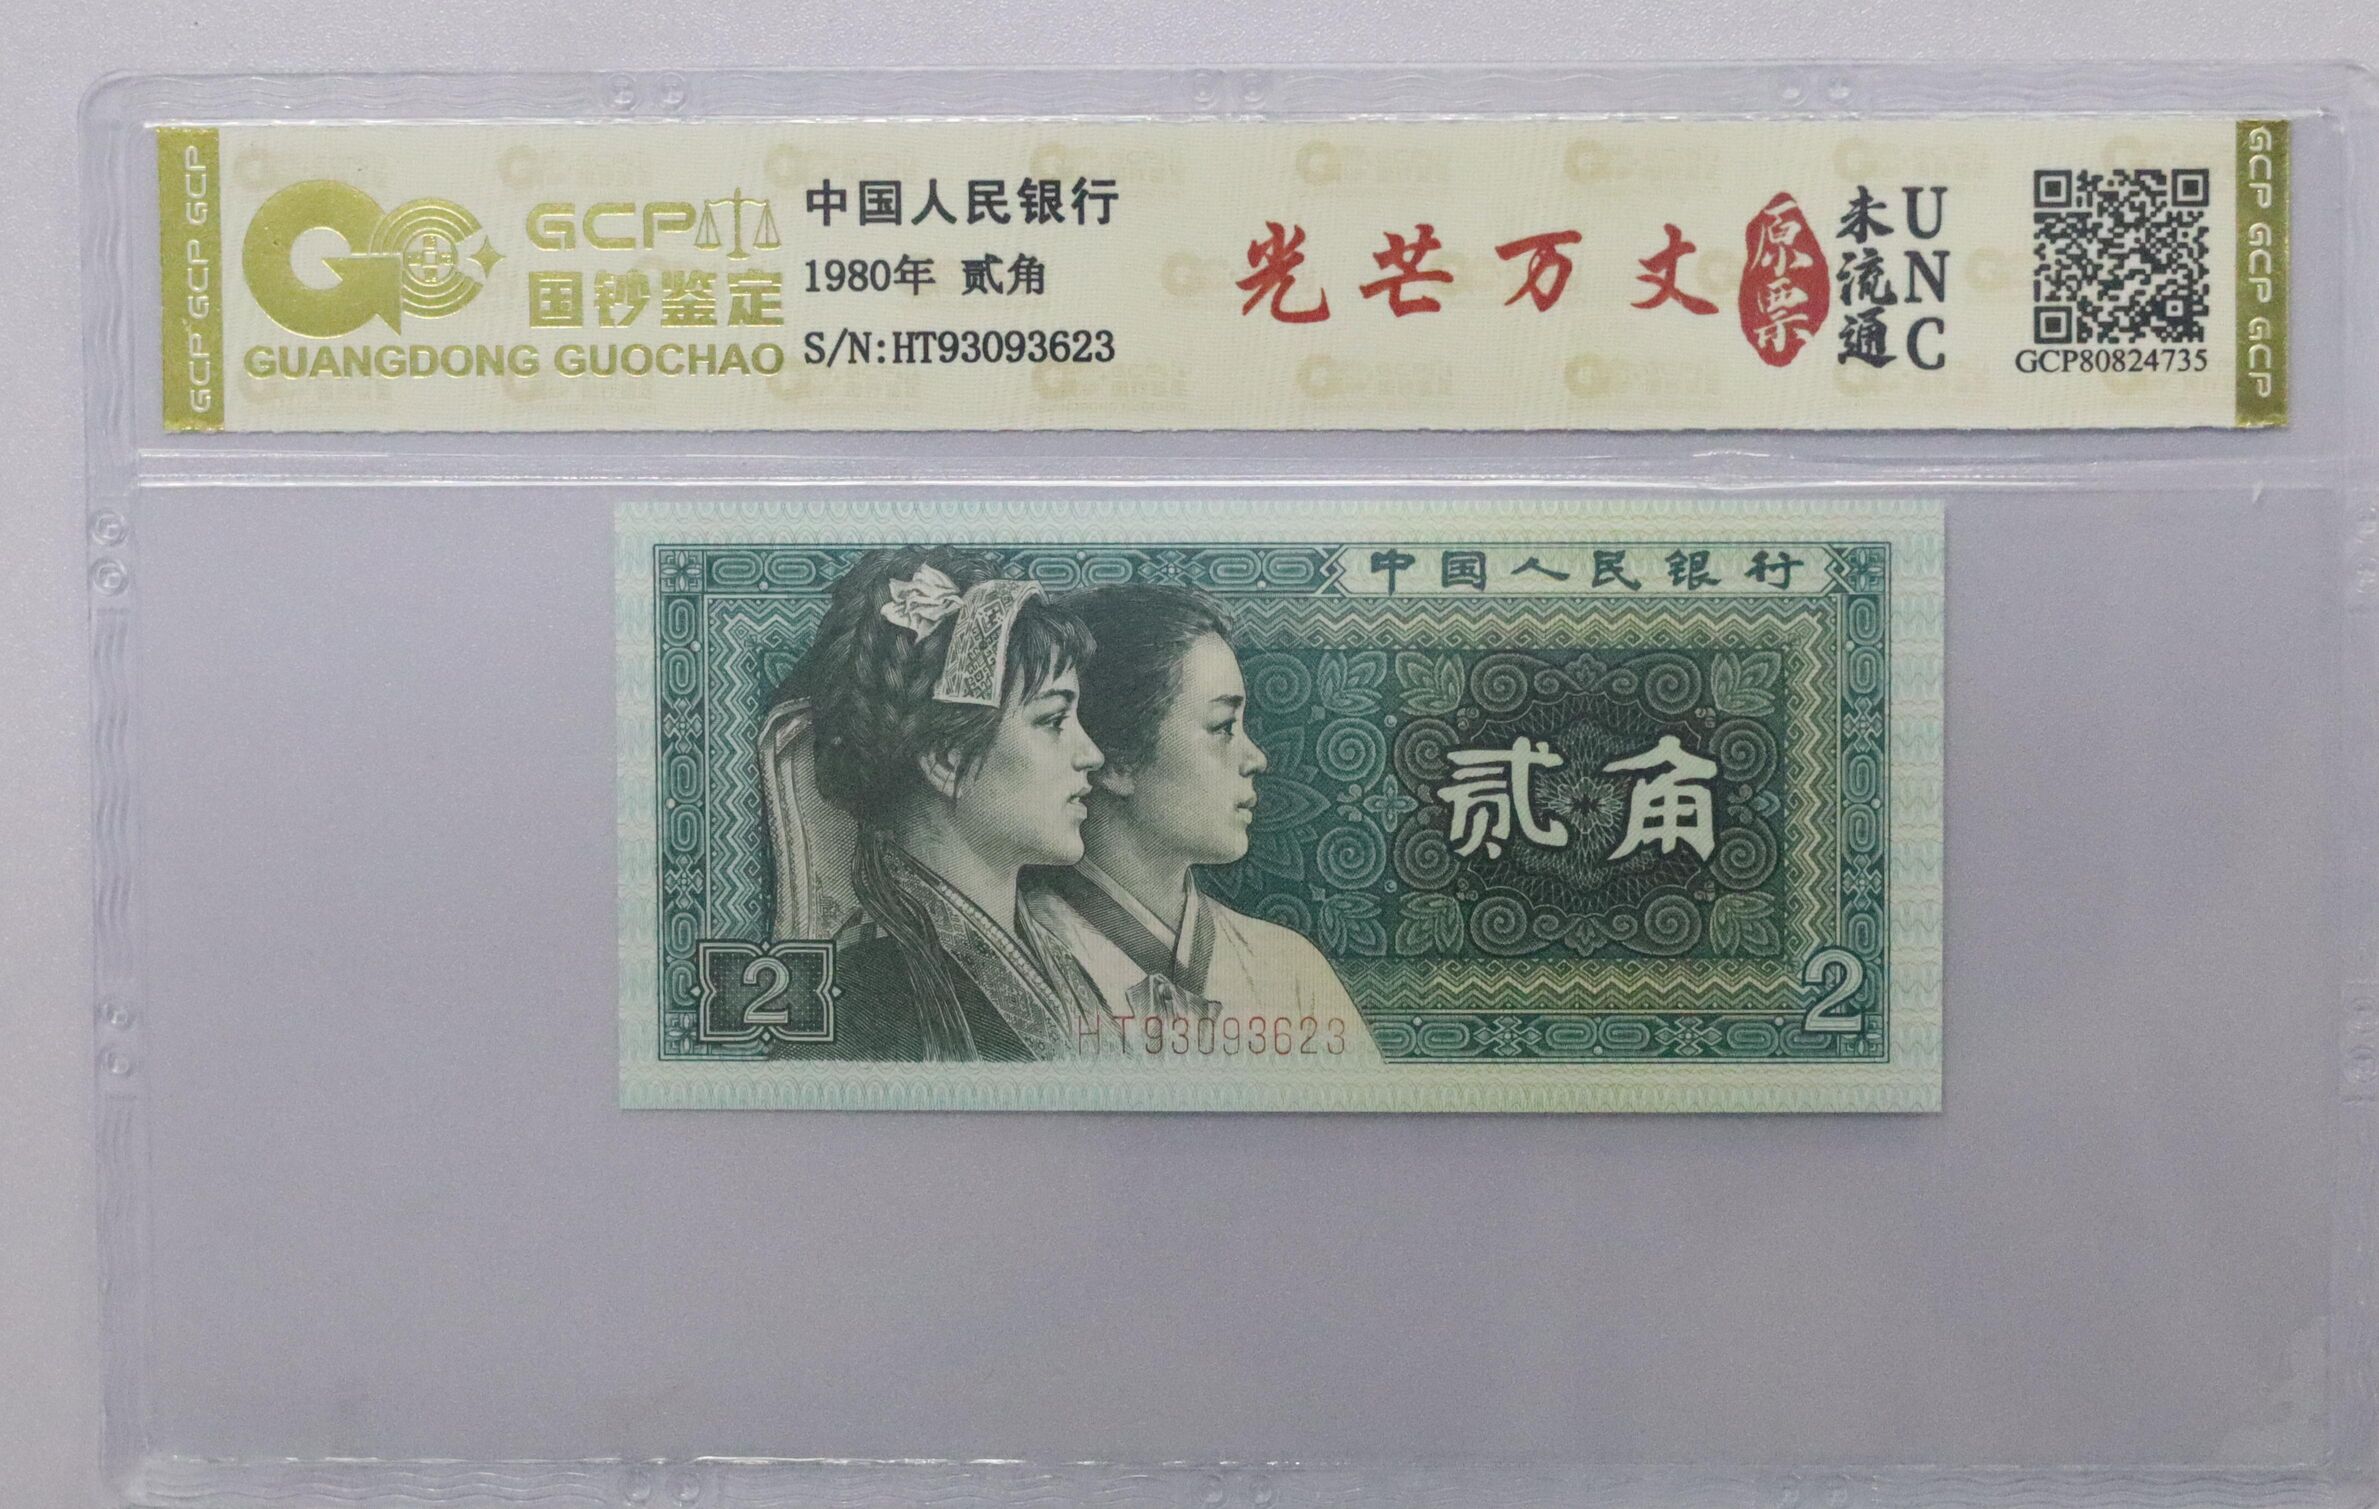 GCP GCP GCP
GCP
国钞鉴定
GUANGDONG GUOCHAO
中国人民银行
1980年 贰角
S/N:HT93093623
光芒万丈
原票
未流通
UNC
GCP80824735
GCP GCP GCP
中国人民银行
贰角
2
2
HT93093623